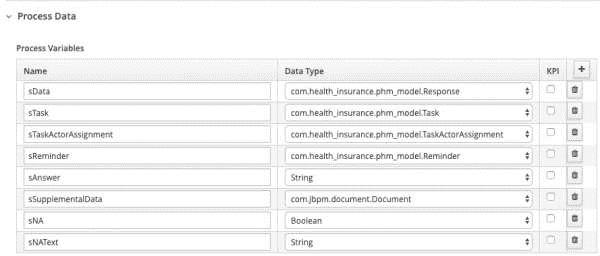 Process Data
Process Variables
Name Data Type KPI +
sData com.health_insurance.phm_model.Response
sTask com.health_insurance.phm_model.Task
sTaskActorAssignment com.health_insurance.phm_model.TaskActorAssignment
sReminder com.health_insurance.phm_model.Reminder
sAnswer String
sSupplementalData com.jbpm.document.Document
sNA Boolean
sNAText String